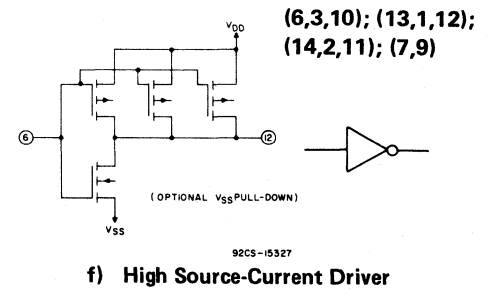 (6,3,10); (13,1,12);
(14,2,11); (7,9)
VDD
6
12
(OPTIONAL VSS PULL-DOWN)
VSS
92CS-15327
f) High Source-Current Driver